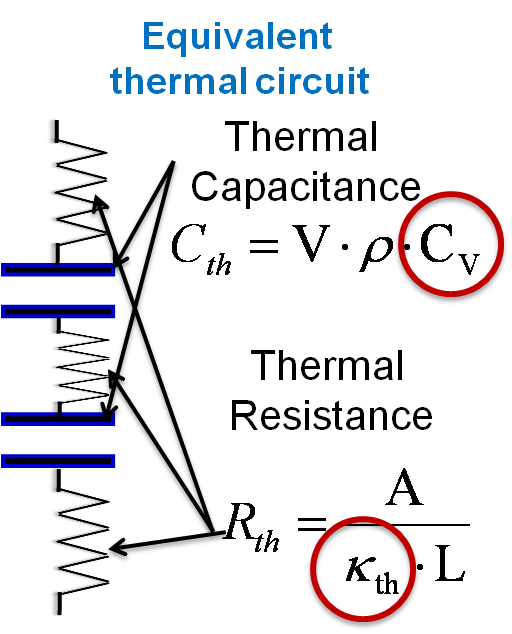 Equivalent
thermal circuit
Thermal
Capacitance
C_th = V · ρ · C_V
Thermal
Resistance
R_th = A / (κ_th · L)